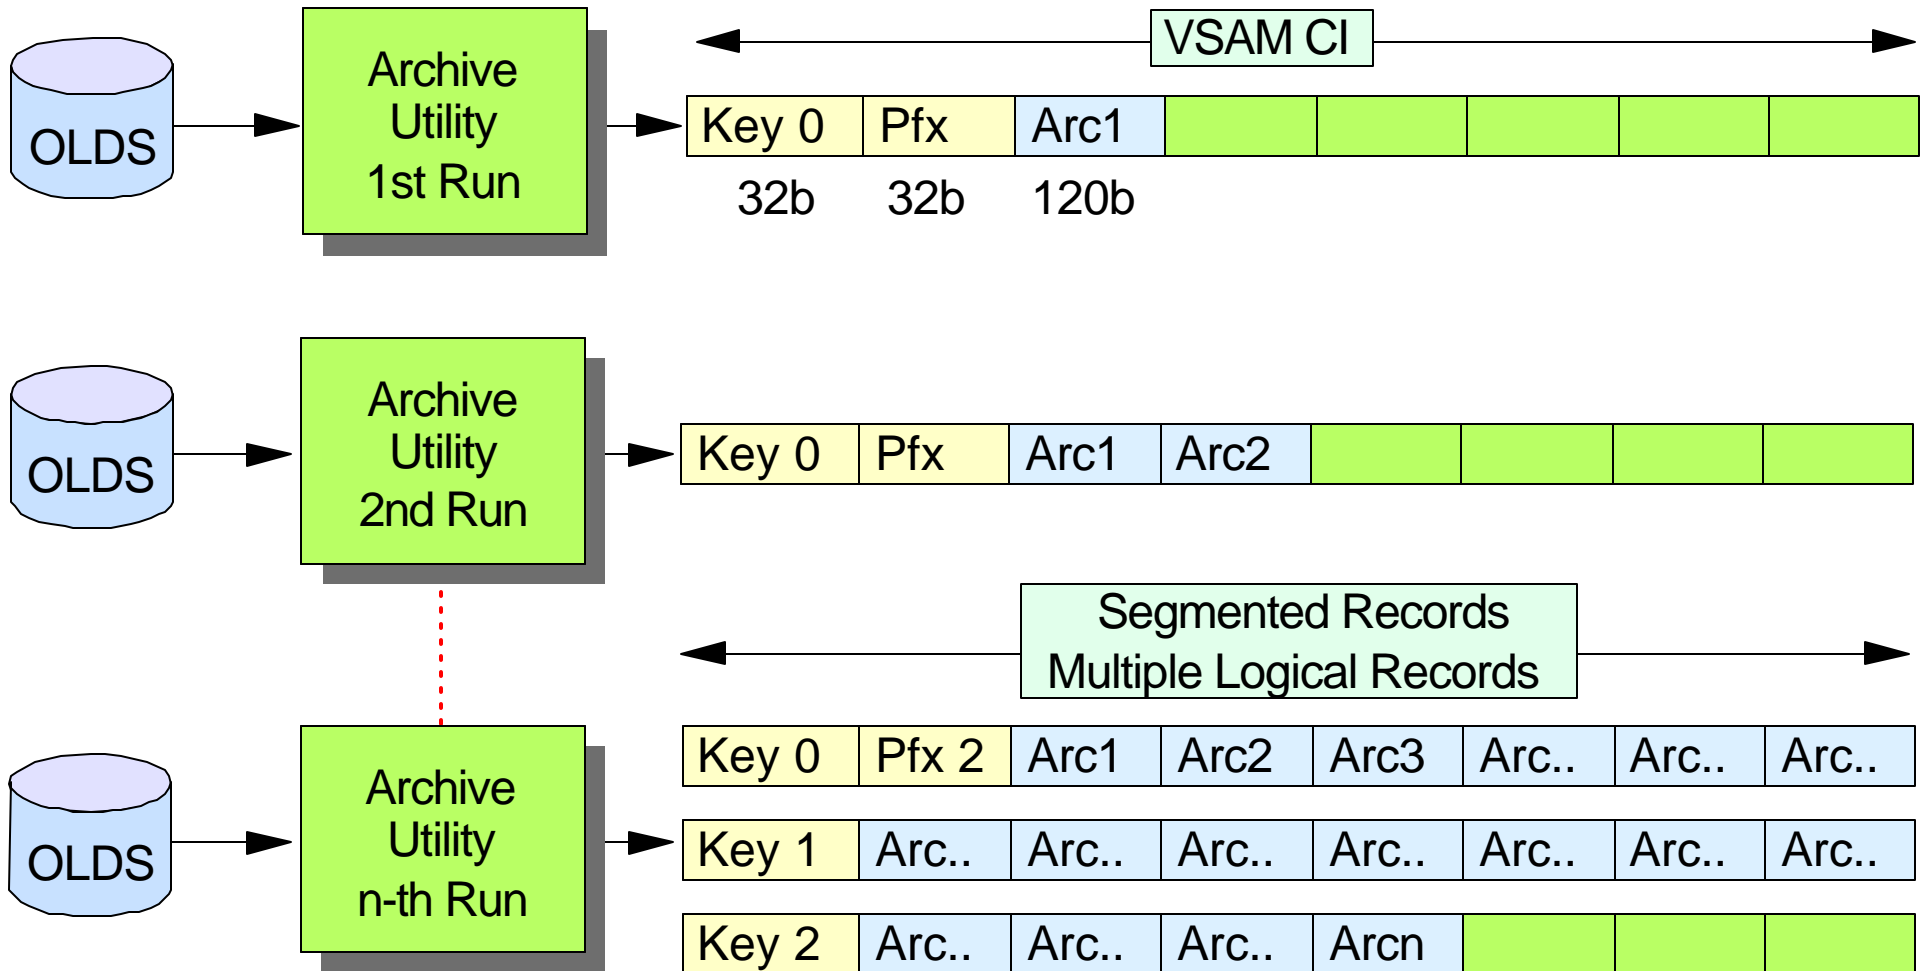 OLDS
Archive
Utility
1st Run
VSAM CI
Key 0 Pfx Arc1
32b 32b 120b
OLDS
Archive
Utility
2nd Run
Key 0 Pfx Arc1 Arc2
Segmented Records
Multiple Logical Records
OLDS
Archive
Utility
n-th Run
Key 0 Pfx 2 Arc1 Arc2 Arc3 Arc.. Arc.. Arc..
Key 1 Arc.. Arc.. Arc.. Arc.. Arc.. Arc.. Arc..
Key 2 Arc.. Arc.. Arc.. Arcn